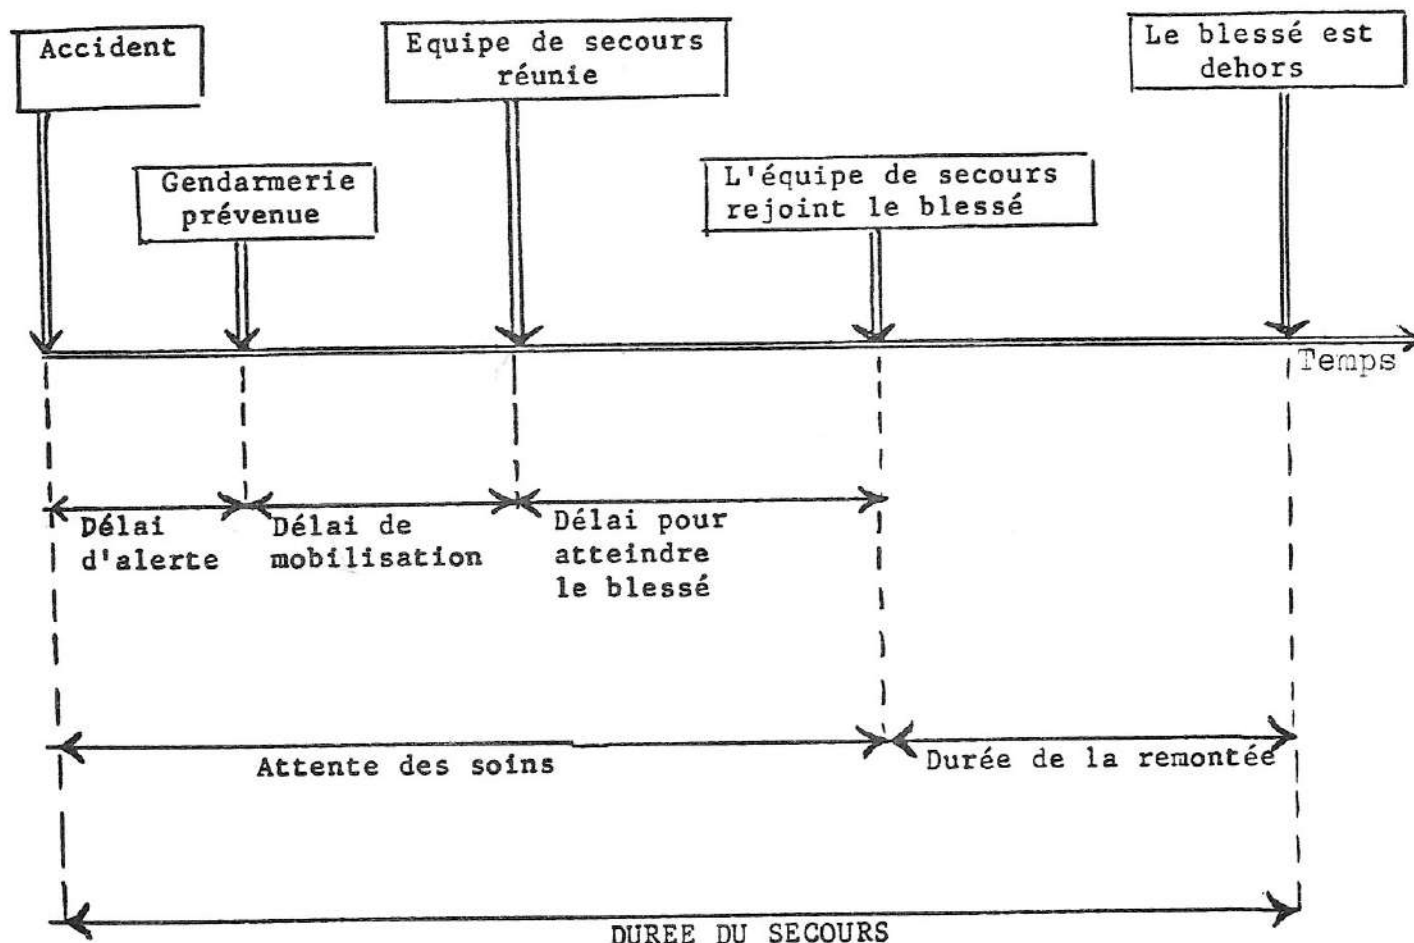 Accident
Equipe de secours
réunie
Le blessé est
dehors
Gendarmerie
prévenue
L'équipe de secours
rejoint le blessé
Temps
Délai
d'alerte
Délai de
mobilisation
Délai pour
atteindre
le blessé
Attente des soins
Durée de la remontée
DUREE DU SECOURS